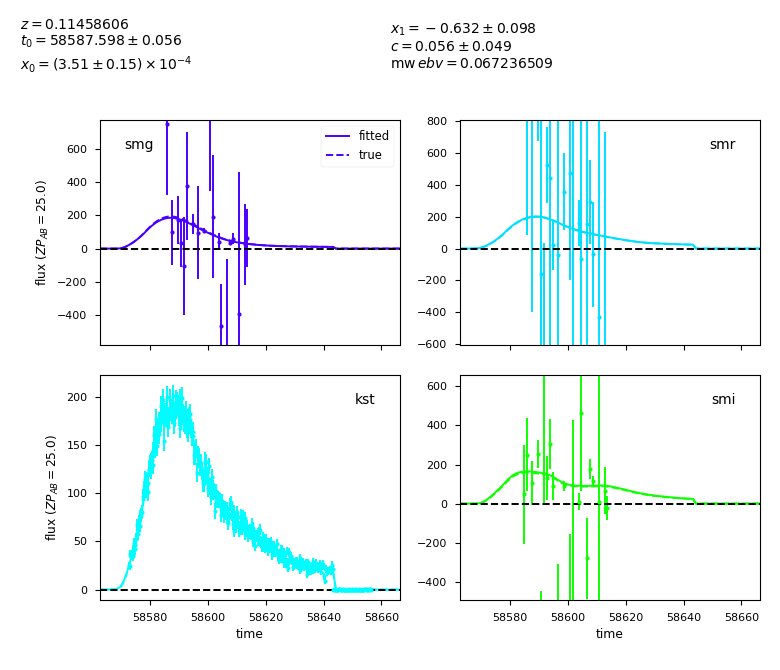 z = 0.11458606
t₀ = 58587.598 ± 0.056
x₀ = (3.51 ± 0.15) × 10⁻⁴
x₁ = −0.632 ± 0.098
c = 0.056 ± 0.049
mw ebv = 0.067236509
smg
fitted
true
600
400
200
0
−200
−400
flux (ZP_AB = 25.0)
smr
800
600
400
200
0
−200
−400
−600
kst
200
150
100
50
0
flux (ZP_AB = 25.0)
58580 58600 58620 58640 58660
time
smi
600
400
200
0
−200
−400
58580 58600 58620 58640 58660
time